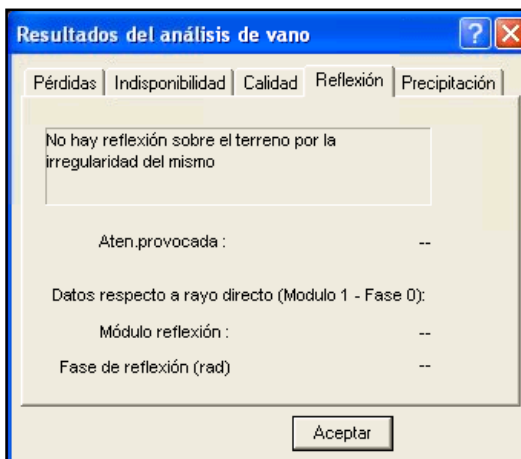 Resultados del análisis de vano
Pérdidas Indisponibilidad Calidad Reflexión Precipitación
No hay reflexión sobre el terreno por la
irregularidad del mismo
Aten.provocada : --
Datos respecto a rayo directo (Modulo 1 - Fase 0):
Módulo reflexión : --
Fase de reflexión (rad) --
Aceptar